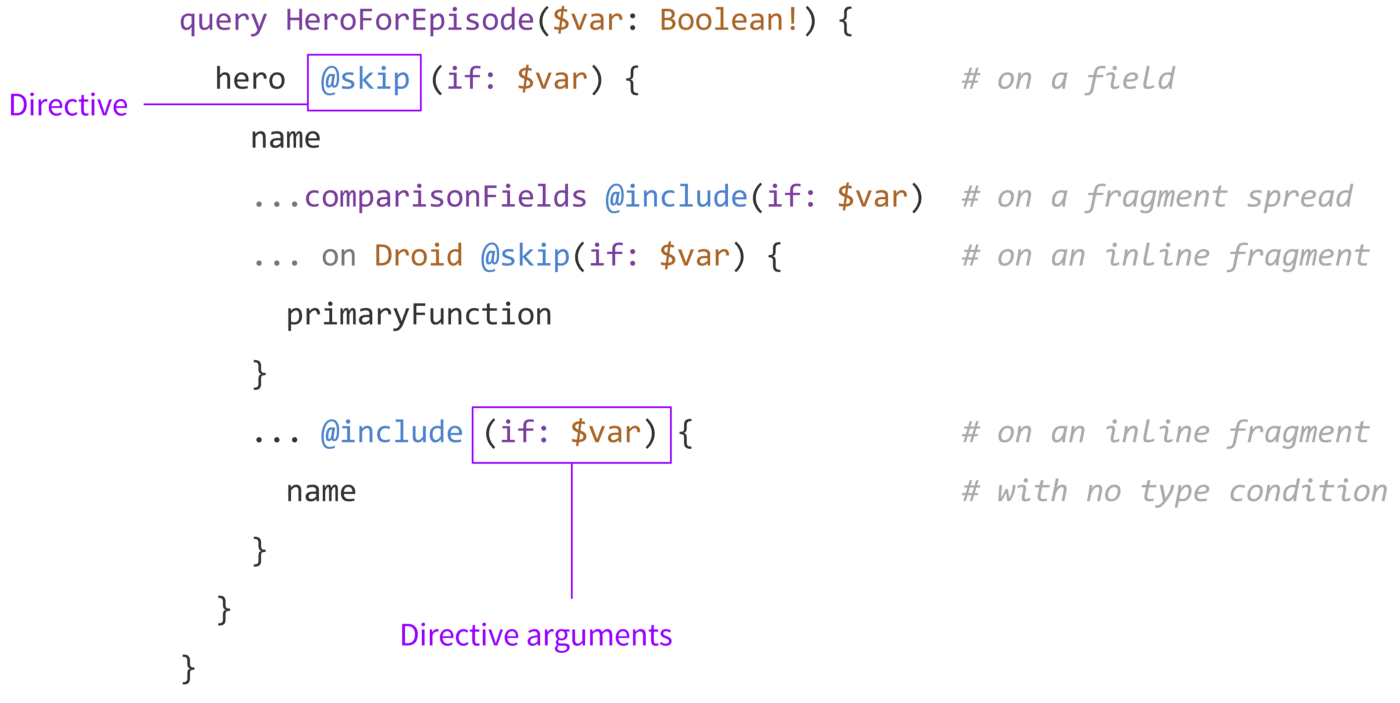 query HeroForEpisode($var: Boolean!) {
hero @skip (if: $var) { # on a field
Directive
name
...comparisonFields @include(if: $var) # on a fragment spread
... on Droid @skip(if: $var) { # on an inline fragment
primaryFunction
}
... @include (if: $var) { # on an inline fragment
name # with no type condition
}
}
Directive arguments
}